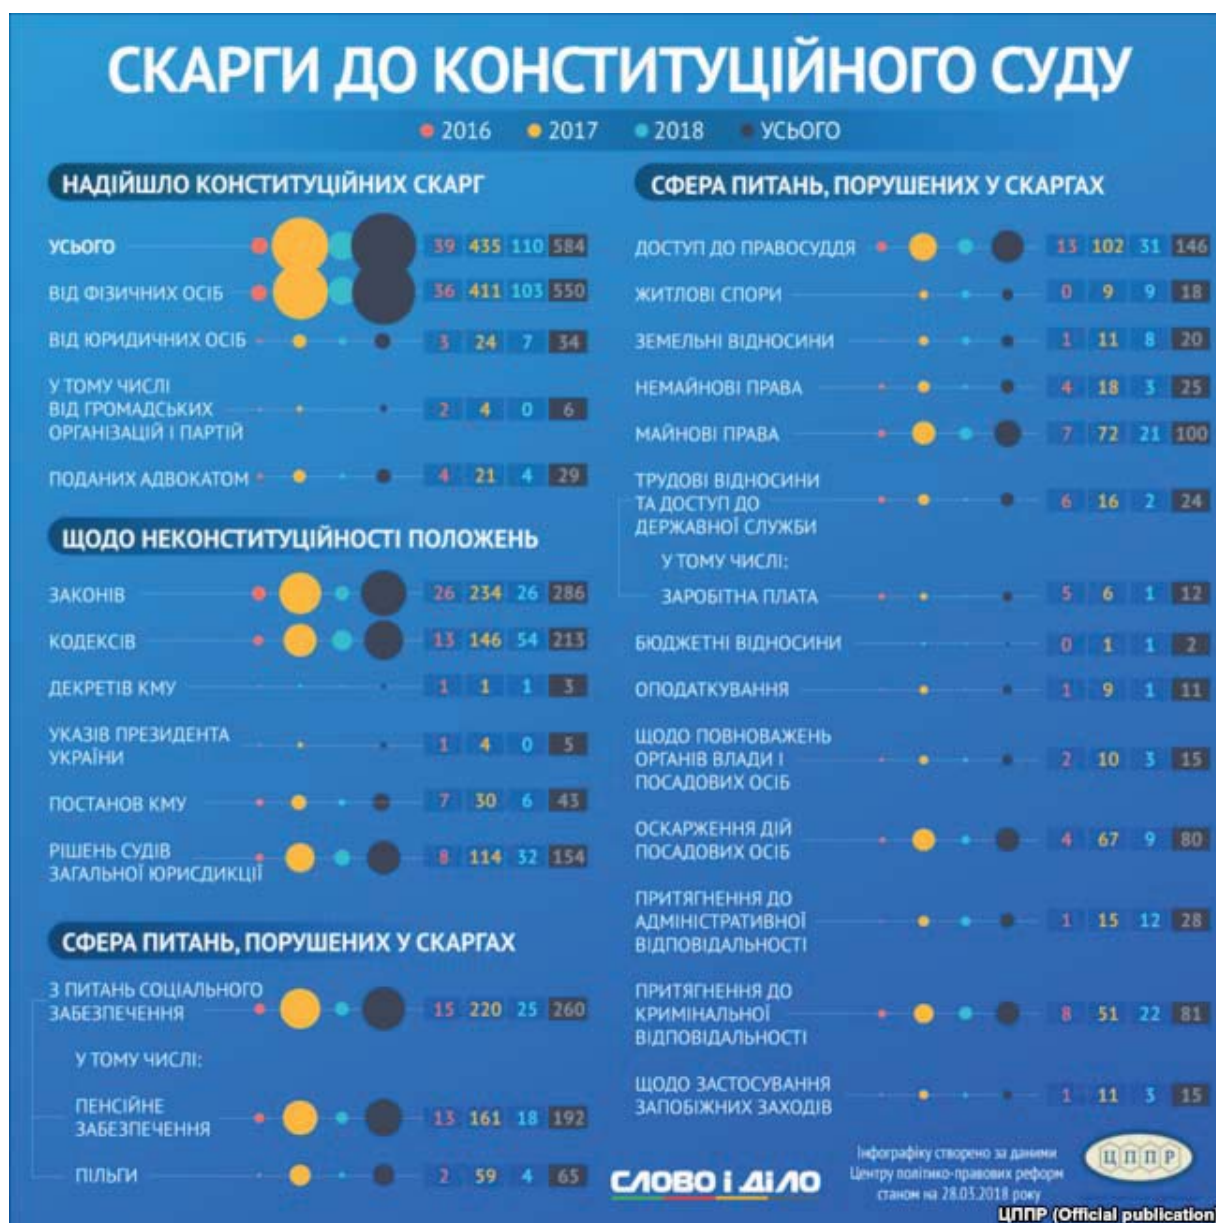 СКАРГИ ДО КОНСТИТУЦІЙНОГО СУДУ
2016 2017 2018 УСЬОГО
НАДІЙШЛО КОНСТИТУЦІЙНИХ СКАРГ
УСЬОГО 39 435 110 584
ВІД ФІЗИЧНИХ ОСІБ 36 411 103 550
ВІД ЮРИДИЧНИХ ОСІБ 3 24 7 34
У ТОМУ ЧИСЛІ
ВІД ГРОМАДСЬКИХ 2 4 0 6
ОРГАНІЗАЦІЙ І ПАРТІЙ
ПОДАНИХ АДВОКАТОМ 4 21 4 29
ЩОДО НЕКОНСТИТУЦІЙНОСТІ ПОЛОЖЕНЬ
ЗАКОНІВ 26 234 26 286
КОДЕКСІВ 13 146 54 213
ДЕКРЕТІВ КМУ 1 1 1 3
УКАЗІВ ПРЕЗИДЕНТА 1 4 0 5
УКРАЇНИ
ПОСТАНОВ КМУ 7 30 6 43
РІШЕНЬ СУДІВ 8 114 32 154
ЗАГАЛЬНОЇ ЮРИСДИКЦІЇ
СФЕРА ПИТАНЬ, ПОРУШЕНИХ У СКАРГАХ
З ПИТАНЬ СОЦІАЛЬНОГО
ЗАБЕЗПЕЧЕННЯ 15 220 25 260
У ТОМУ ЧИСЛІ:
ПЕНСІЙНЕ 13 161 18 192
ЗАБЕЗПЕЧЕННЯ
ПІЛЬГИ 2 59 4 65
СФЕРА ПИТАНЬ, ПОРУШЕНИХ У СКАРГАХ
ДОСТУП ДО ПРАВОСУДДЯ 13 102 31 146
ЖИТЛОВІ СПОРИ 0 9 9 18
ЗЕМЕЛЬНІ ВІДНОСИНИ 1 11 8 20
НЕМАЙНОВІ ПРАВА 4 18 3 25
МАЙНОВІ ПРАВА 7 72 21 100
ТРУДОВІ ВІДНОСИНИ
ТА ДОСТУП ДО 6 16 2 24
ДЕРЖАВНОЇ СЛУЖБИ
У ТОМУ ЧИСЛІ:
ЗАРОБІТНА ПЛАТА 5 6 1 12
БЮДЖЕТНІ ВІДНОСИНИ 0 1 1 2
ОПОДАТКУВАННЯ 1 9 1 11
ЩОДО ПОВНОВАЖЕНЬ
ОРГАНІВ ВЛАДИ І 2 10 3 15
ПОСАДОВИХ ОСІБ
ОСКАРЖЕННЯ ДІЙ 4 67 9 80
ПОСАДОВИХ ОСІБ
ПРИТЯГНЕННЯ ДО
АДМІНІСТРАТИВНОЇ 1 15 12 28
ВІДПОВІДАЛЬНОСТІ
ПРИТЯГНЕННЯ ДО
КРИМІНАЛЬНОЇ 8 51 22 81
ВІДПОВІДАЛЬНОСТІ
ЩОДО ЗАСТОСУВАННЯ 1 11 3 15
ЗАПОБІЖНИХ ЗАХОДІВ
СЛОВО і ДіЛО
Інфографіку створено за даними
Центру політико-правових реформ
станом на 28.03.2018 року
ЦППР
ЦППР (Official publication)